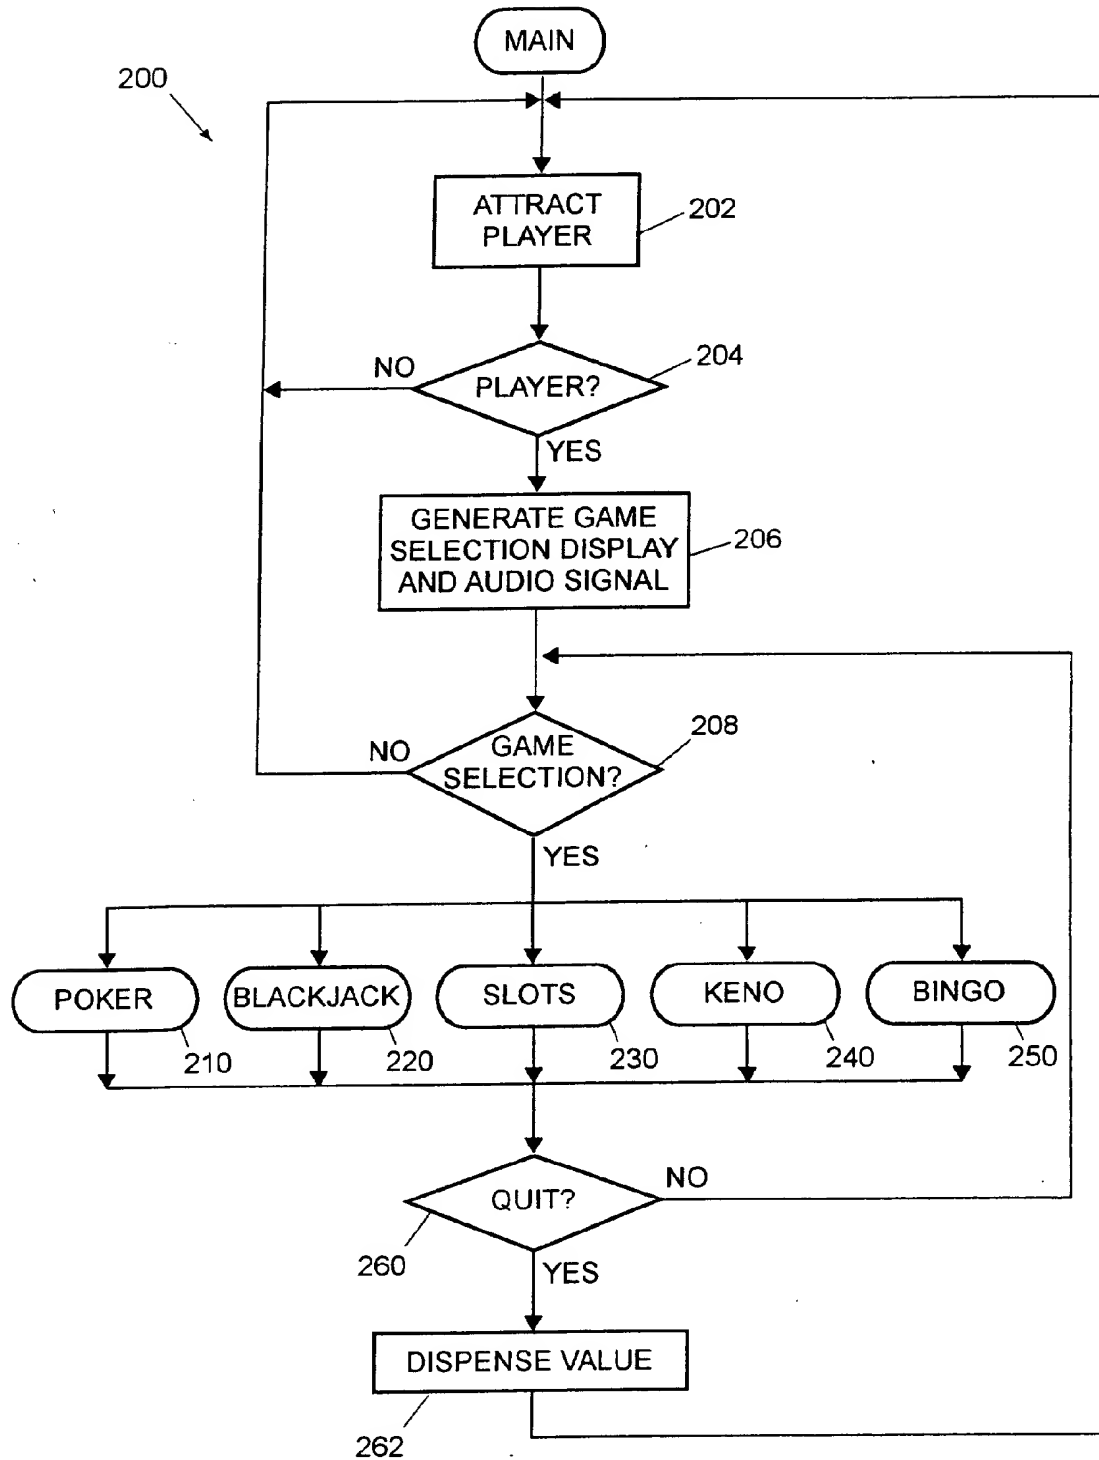 MAIN
200
ATTRACT
PLAYER
202
NO
PLAYER?
204
YES
GENERATE GAME
SELECTION DISPLAY
AND AUDIO SIGNAL
206
NO
GAME
SELECTION?
208
YES
POKER
BLACKJACK
SLOTS
KENO
BINGO
210
220
230
240
250
QUIT?
NO
260
YES
DISPENSE VALUE
262